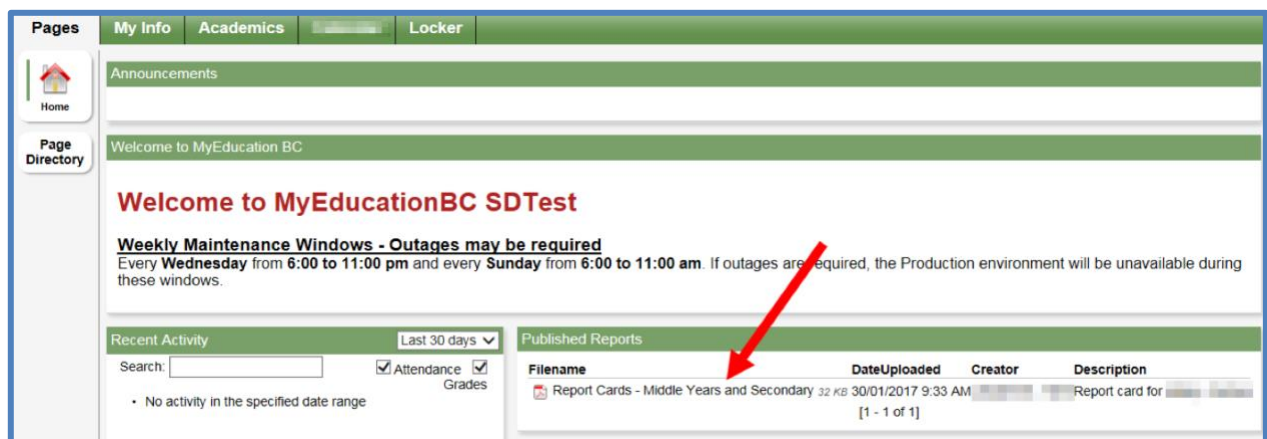 Pages My Info Academics Locker
Home
Page
Directory
Announcements
Welcome to MyEducation BC
Welcome to MyEducationBC SDTest
Weekly Maintenance Windows - Outages may be required
Every Wednesday from 6:00 to 11:00 pm and every Sunday from 6:00 to 11:00 am. If outages are required, the Production environment will be unavailable during
these windows.
Recent Activity Last 30 days
Search: Attendance
Grades
• No activity in the specified date range
Published Reports
Filename DateUploaded Creator Description
Report Cards - Middle Years and Secondary 32 KB 30/01/2017 9:33 AM Report card for
[1 - 1 of 1]